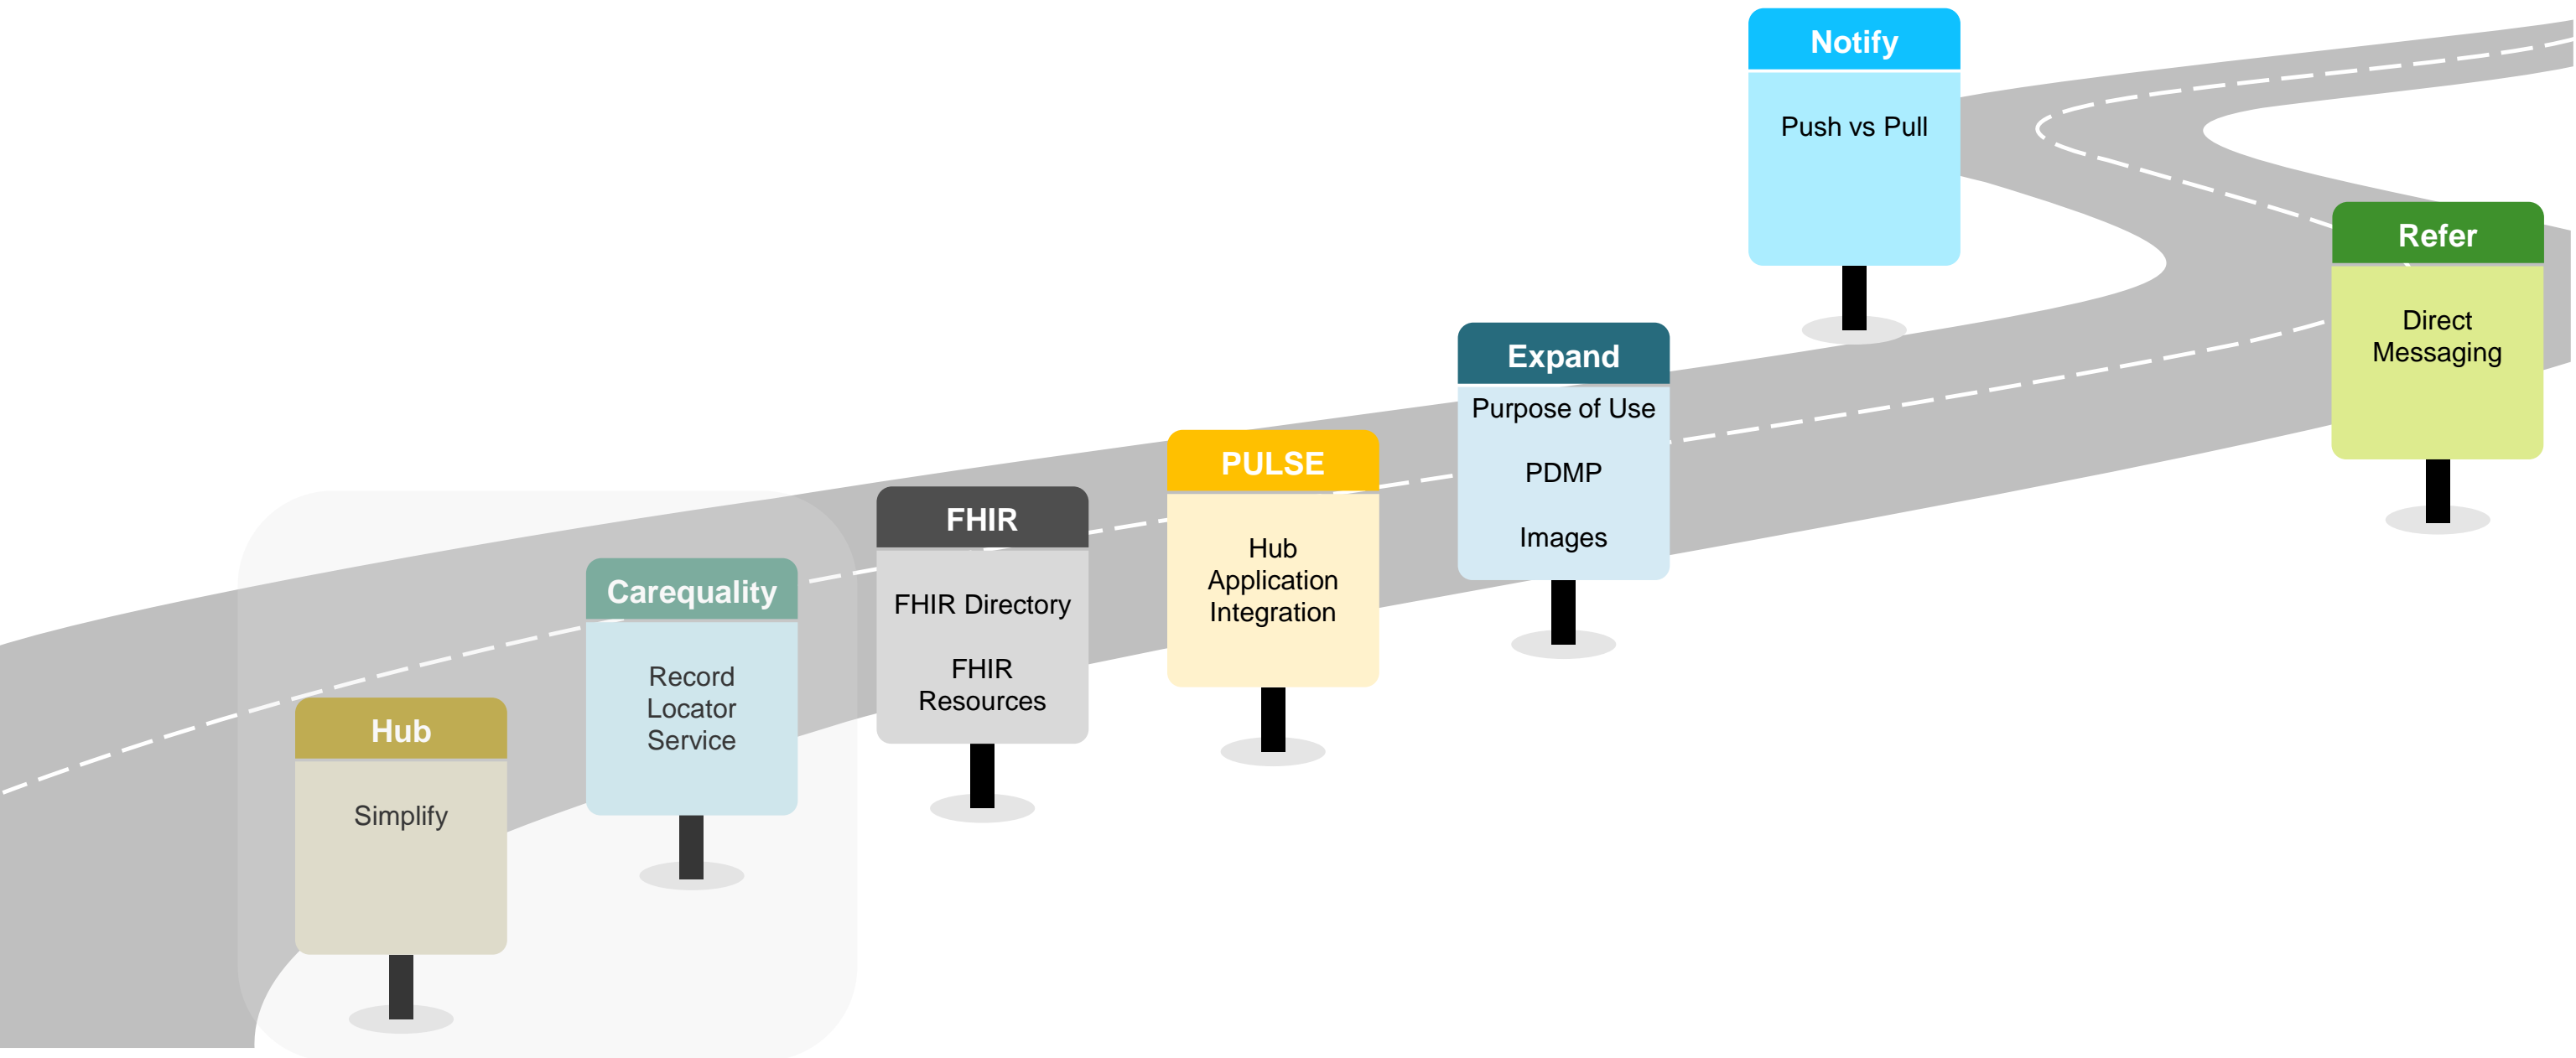 Hub
Simplify
Carequality
Record
Locator
Service
FHIR
FHIR Directory
FHIR
Resources
PULSE
Hub
Application
Integration
Expand
Purpose of Use
PDMP
Images
Notify
Push vs Pull
Refer
Direct
Messaging